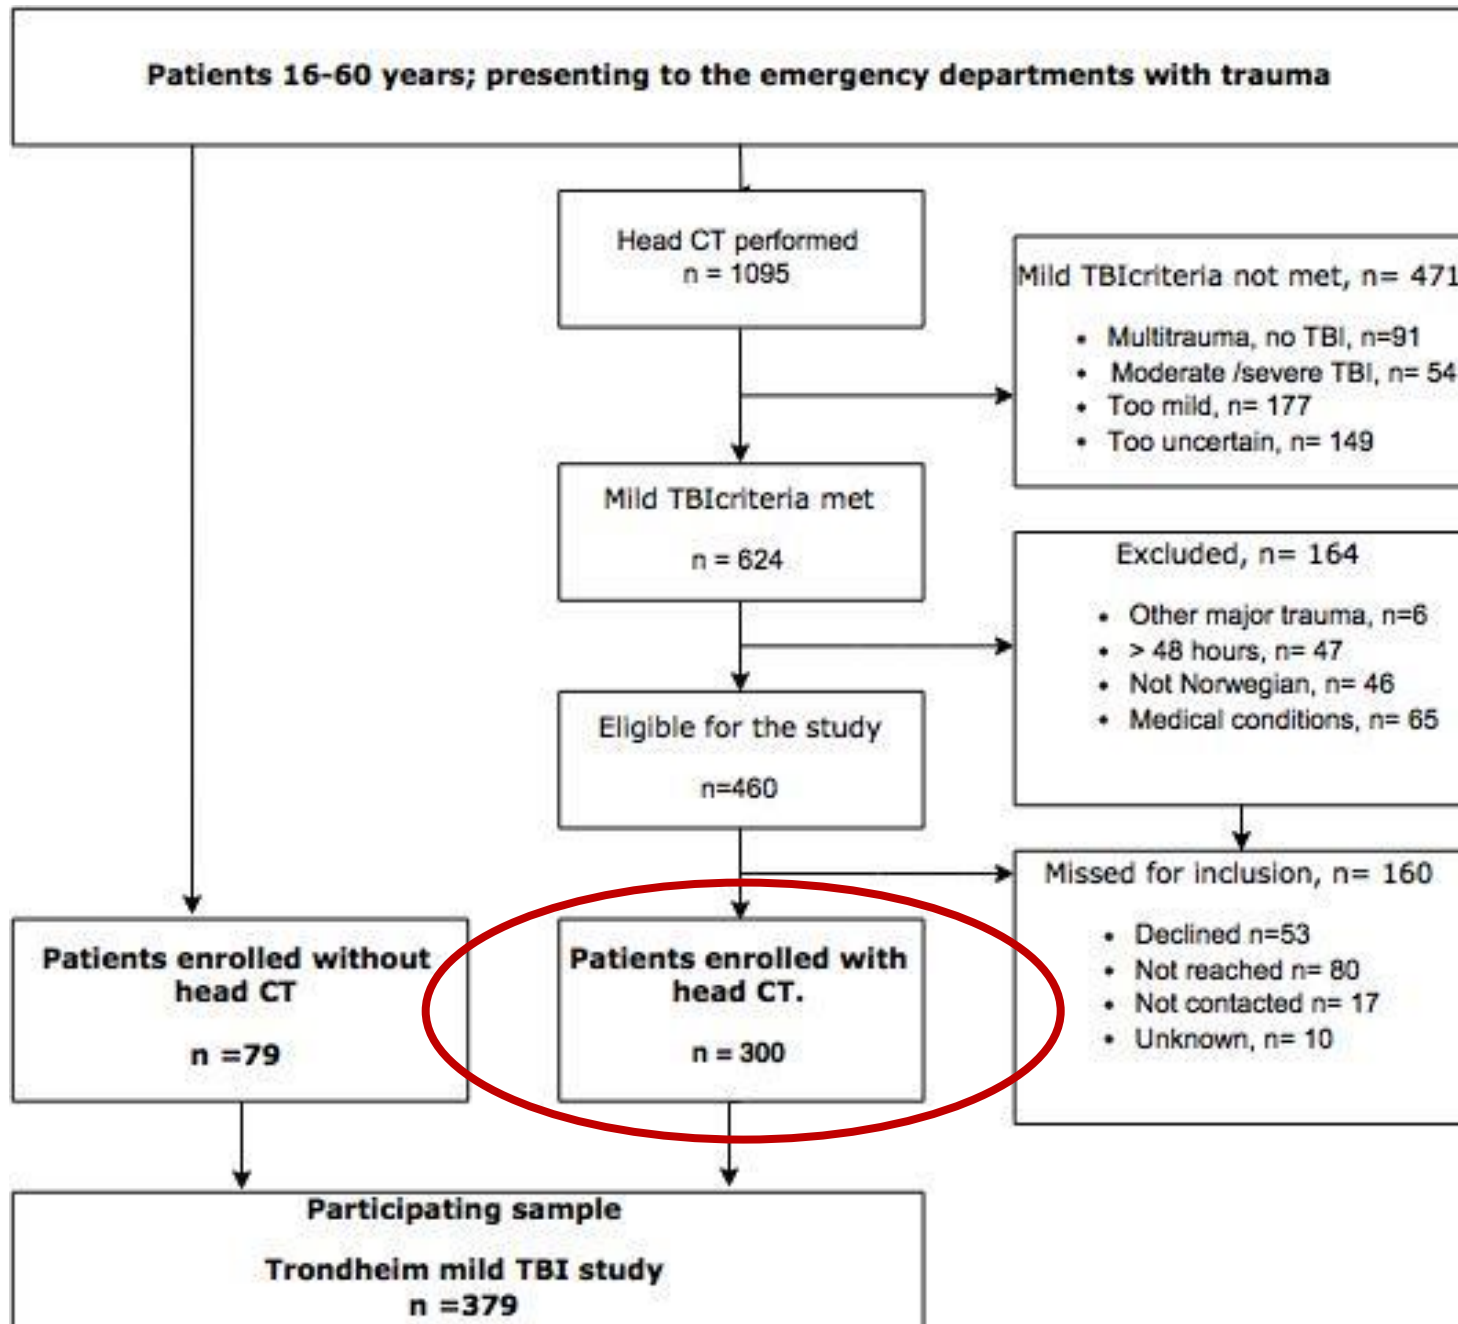 Patients 16-60 years; presenting to the emergency departments with trauma
Head CT performed
n = 1095
Mild TBIcriteria not met, n= 471
• Multitrauma, no TBI, n=91
• Moderate /severe TBI, n= 54
• Too mild, n= 177
• Too uncertain, n= 149
Mild TBIcriteria met
n = 624
Excluded, n= 164
• Other major trauma, n=6
• > 48 hours, n= 47
• Not Norwegian, n= 46
• Medical conditions, n= 65
Eligible for the study
n=460
Missed for inclusion, n= 160
• Declined n=53
• Not reached n= 80
• Not contacted n= 17
• Unknown, n= 10
Patients enrolled without
head CT
n =79
Patients enrolled with
head CT.
n = 300
Participating sample
Trondheim mild TBI study
n =379